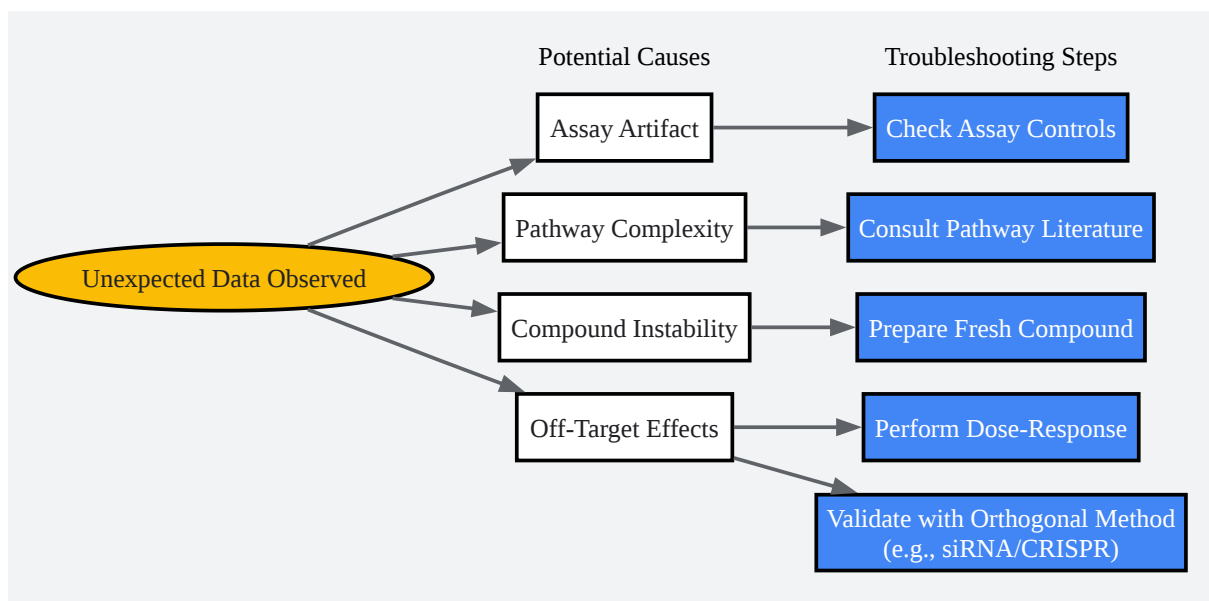 Potential Causes
Troubleshooting Steps
Assay Artifact
Check Assay Controls
Pathway Complexity
Consult Pathway Literature
Unexpected Data Observed
Compound Instability
Prepare Fresh Compound
Off-Target Effects
Perform Dose-Response
Validate with Orthogonal Method
(e.g., siRNA/CRISPR)